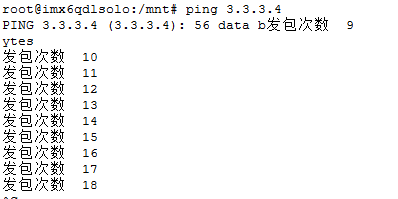 root@imx6qdlsolo:/mnt# ping 3.3.3.4
PING 3.3.3.4 (3.3.3.4): 56 data b发包次数  9
ytes
发包次数  10
发包次数  11
发包次数  12
发包次数  13
发包次数  14
发包次数  15
发包次数  16
发包次数  17
发包次数  18